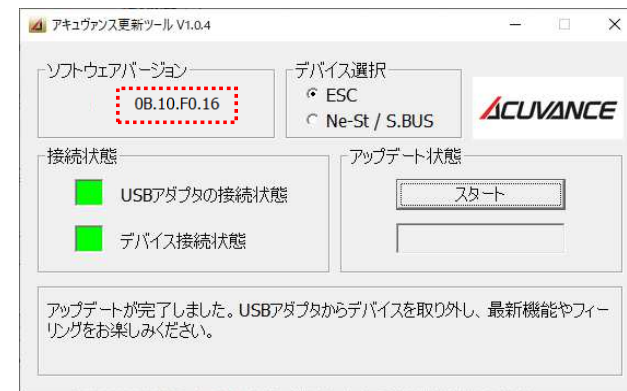 アキュヴァンス更新ツール V1.0.4
ソフトウェアバージョン
0B.10.F0.16
デバイス選択
ESC
Ne-St / S.BUS
ACUVANCE
接続状態
USBアダプタの接続状態
デバイス接続状態
アップデート状態
スタート
アップデートが完了しました。USBアダプタからデバイスを取り外し、最新機能やフィー
リングをお楽しみください。